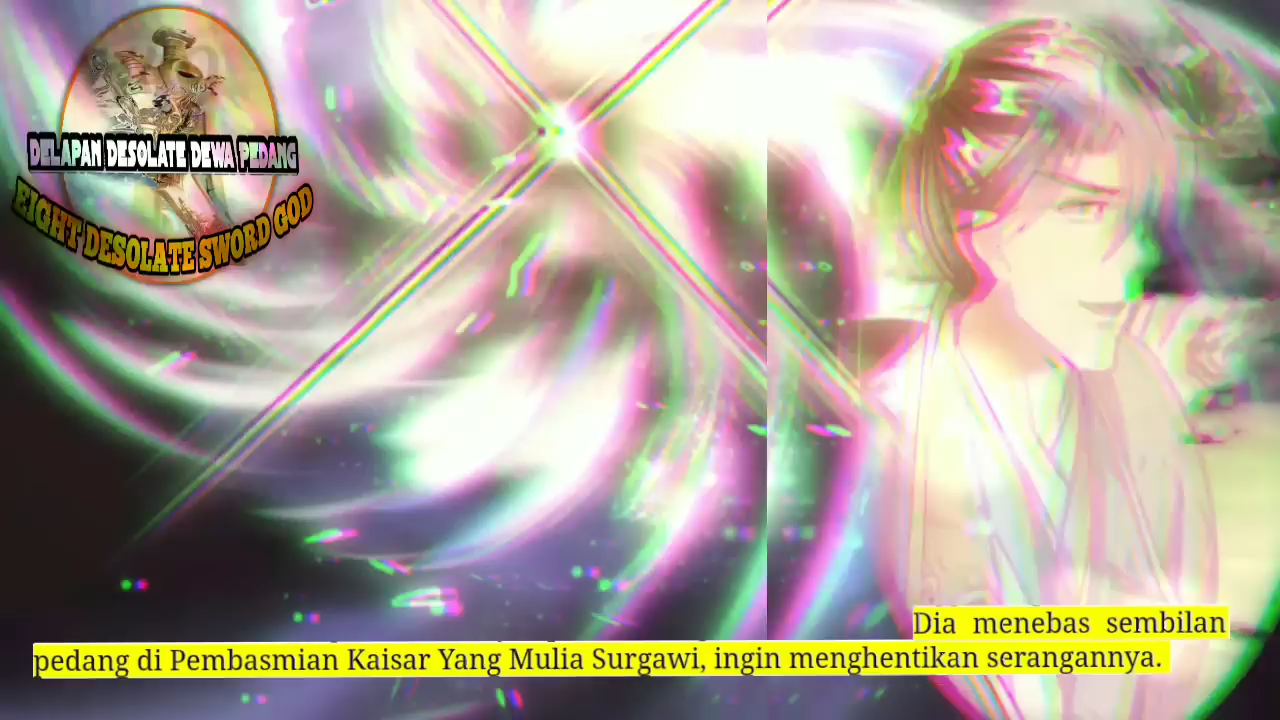 DELAPAN DESOLATE DEWA PEDANG
EIGHT DESOLATE SWORD GOD
Dia menebas sembilan
pedang di Pembasmian Kaisar Yang Mulia Surgawi, ingin menghentikan serangannya.